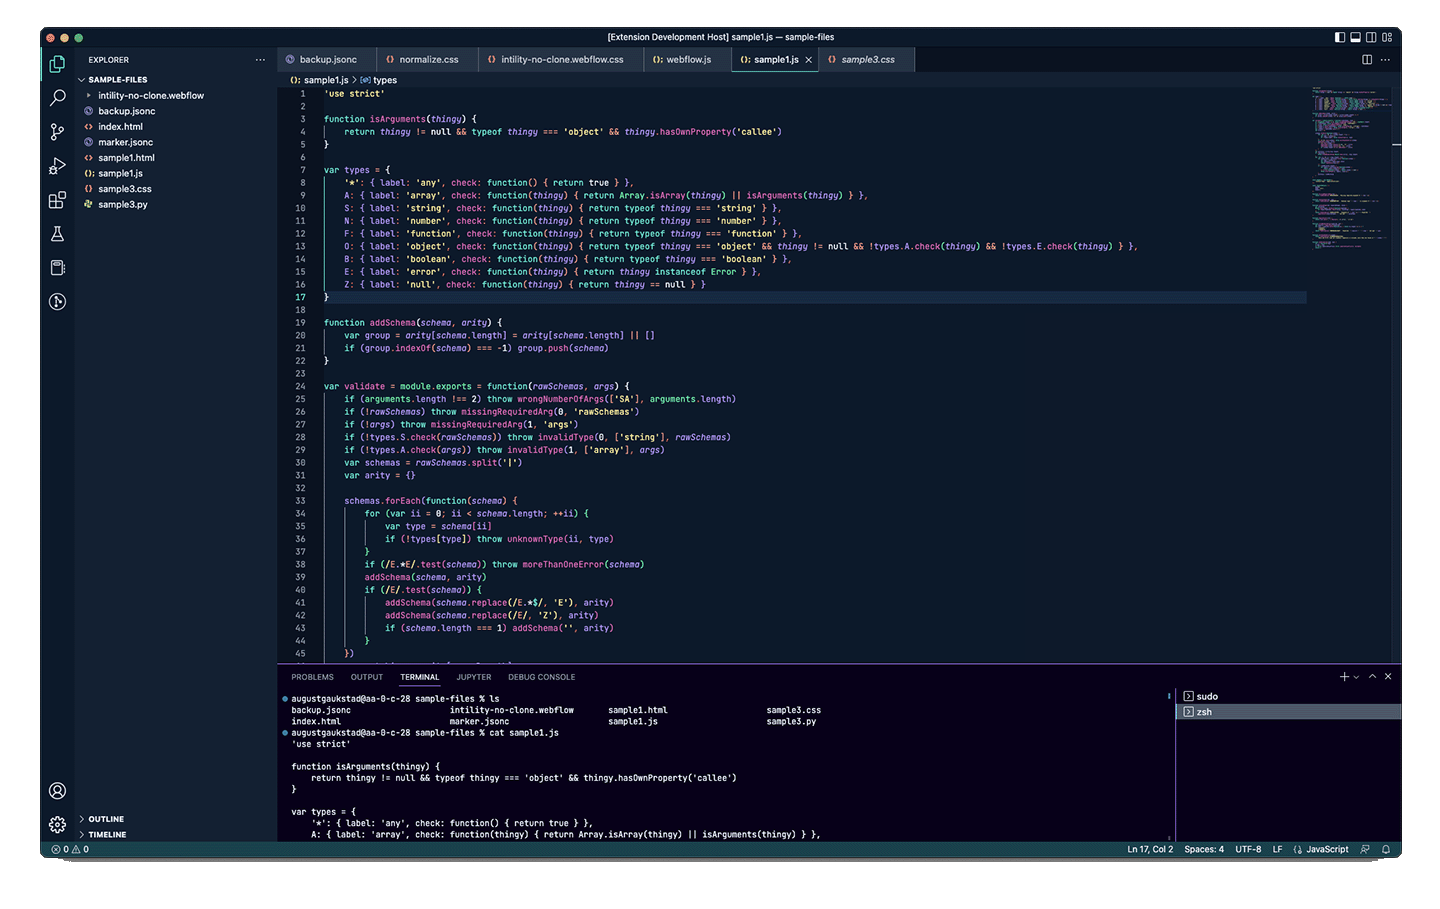 [Extension Development Host] sample1.js — sample-files
EXPLORER
SAMPLE-FILES
intility-no-clone.webflow
backup.jsonc
index.html
marker.jsonc
sample1.html
sample1.js
sample3.css
sample3.py
OUTLINE
TIMELINE
backup.jsonc normalize.css intility-no-clone.webflow.css webflow.js sample1.js sample3.css
sample1.js > types
1 'use strict'
2
3 function isArguments(thingy) {
4 return thingy != null && typeof thingy === 'object' && thingy.hasOwnProperty('callee')
5 }
6
7 var types = {
8 '*': { label: 'any', check: function() { return true } },
9 A: { label: 'array', check: function(thingy) { return Array.isArray(thingy) || isArguments(thingy) } },
10 S: { label: 'string', check: function(thingy) { return typeof thingy === 'string' } },
11 N: { label: 'number', check: function(thingy) { return typeof thingy === 'number' } },
12 F: { label: 'function', check: function(thingy) { return typeof thingy === 'function' } },
13 O: { label: 'object', check: function(thingy) { return typeof thingy === 'object' && thingy != null && !types.A.check(thingy) && !types.E.check(thingy) } },
14 B: { label: 'boolean', check: function(thingy) { return typeof thingy === 'boolean' } },
15 E: { label: 'error', check: function(thingy) { return thingy instanceof Error } },
16 Z: { label: 'null', check: function(thingy) { return thingy == null } }
17 }
18
19 function addSchema(schema, arity) {
20 var group = arity[schema.length] = arity[schema.length] || []
21 if (group.indexOf(schema) === -1) group.push(schema)
22 }
23
24 var validate = module.exports = function(rawSchemas, args) {
25 if (arguments.length !== 2) throw wrongNumberOfArgs(['SA'], arguments.length)
26 if (!rawSchemas) throw missingRequiredArg(0, 'rawSchemas')
27 if (!args) throw missingRequiredArg(1, 'args')
28 if (!types.S.check(rawSchemas)) throw invalidType(0, ['string'], rawSchemas)
29 if (!types.A.check(args)) throw invalidType(1, ['array'], args)
30 var schemas = rawSchemas.split('|')
31 var arity = {}
32
33 schemas.forEach(function(schema) {
34 for (var ii = 0; ii < schema.length; ++ii) {
35 var type = schema[ii]
36 if (!types[type]) throw unknownType(ii, type)
37 }
38 if (/E.*E/.test(schema)) throw moreThanOneError(schema)
39 addSchema(schema, arity)
40 if (/E/.test(schema)) {
41 addSchema(schema.replace(/E.*$/, 'E'), arity)
42 addSchema(schema.replace(/E/, 'Z'), arity)
43 if (schema.length === 1) addSchema('', arity)
44 }
45 })
PROBLEMS OUTPUT TERMINAL JUPYTER DEBUG CONSOLE
augustgaukstad@aa-0-c-28 sample-files % ls
backup.jsonc intility-no-clone.webflow sample1.html sample3.css
index.html marker.jsonc sample1.js sample3.py
augustgaukstad@aa-0-c-28 sample-files % cat sample1.js
'use strict'
function isArguments(thingy) {
return thingy != null && typeof thingy === 'object' && thingy.hasOwnProperty('callee')
}
var types = {
'*': { label: 'any', check: function() { return true } },
A: { label: 'array', check: function(thingy) { return Array.isArray(thingy) || isArguments(thingy) } },
sudo
zsh
0 0
Ln 17, Col 2 Spaces: 4 UTF-8 LF JavaScript